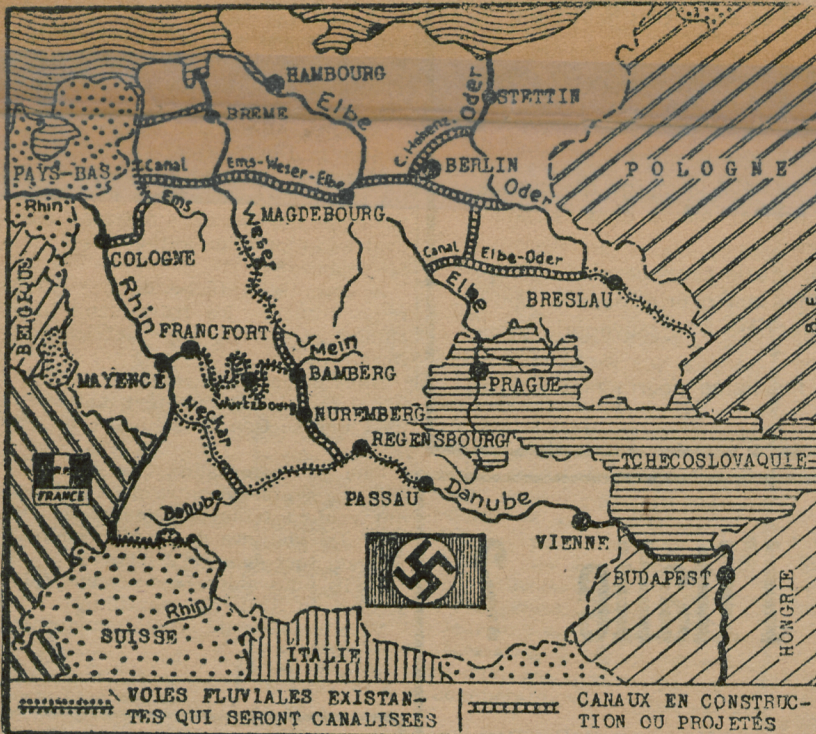 HAMBOURG
Elbe
Oder
STETTIN
BREME
C. Hohenz.
BERLIN
PAYS-BAS
Canal
Ems-Weser-Elbe
Oder
POLOGNE
Rhin
Ems
MAGDEBOURG
Weser
COLOGNE
Canal
Elbe-Oder
Elbe
BRESLAU
BELGIQUE
Rhin
FRANCFORT
Mein
MAYENCE
BAMBERG
PRAGUE
Wurtzbourg
Neckar
NUREMBERG
REGENSBOURG
TCHECOSLOVAQUIE
FRANCE
PASSAU
Danube
Danube
VIENNE
BUDAPEST
HONGRIE
Rhin
SUISSE
ITALIE
VOIES FLUVIALES EXISTAN-
TES QUI SERONT CANALISEES
CANAUX EN CONSTRUC-
TION OU PROJETÉS